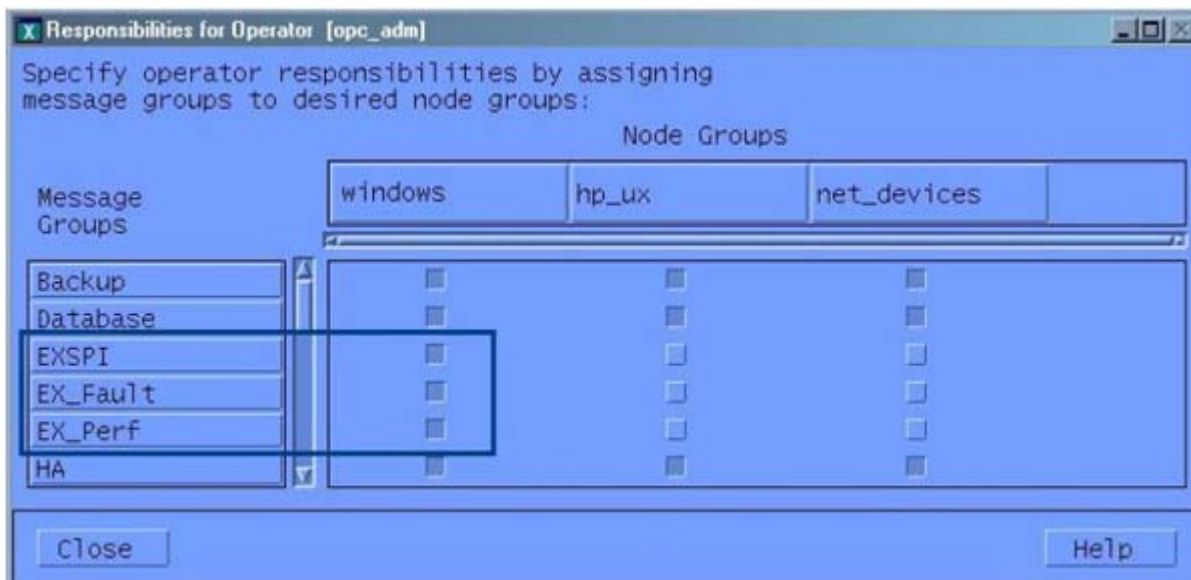 X Responsibilities for Operator [opc_adm]
Specify operator responsibilities by assigning
message groups to desired node groups:
Node Groups
Message
Groups
windows hp_ux net_devices
Backup
Database
EXSPI
EX_Fault
EX_Perf
HA
Close Help